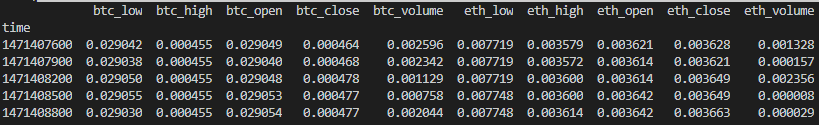 btc_low btc_high btc_open btc_close btc_volume eth_low eth_high eth_open eth_close eth_volume
time
1471407600 0.029042 0.000455 0.029049 0.000464 0.002596 0.007719 0.003579 0.003621 0.003628 0.001328
1471407900 0.029038 0.000455 0.029040 0.000468 0.002342 0.007719 0.003572 0.003614 0.003621 0.000157
1471408200 0.029050 0.000455 0.029048 0.000478 0.001129 0.007719 0.003600 0.003614 0.003649 0.002356
1471408500 0.029055 0.000455 0.029053 0.000477 0.000758 0.007748 0.003600 0.003642 0.003649 0.000008
1471408800 0.029030 0.000455 0.029054 0.000477 0.002044 0.007748 0.003614 0.003642 0.003663 0.000029